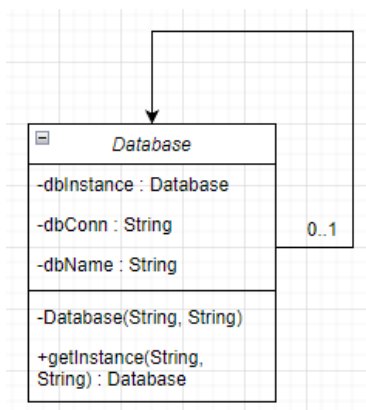 Database
-dbInstance : Database
-dbConn : String
0..1
-dbName : String
-Database(String, String)
+getInstance(String,
String) : Database